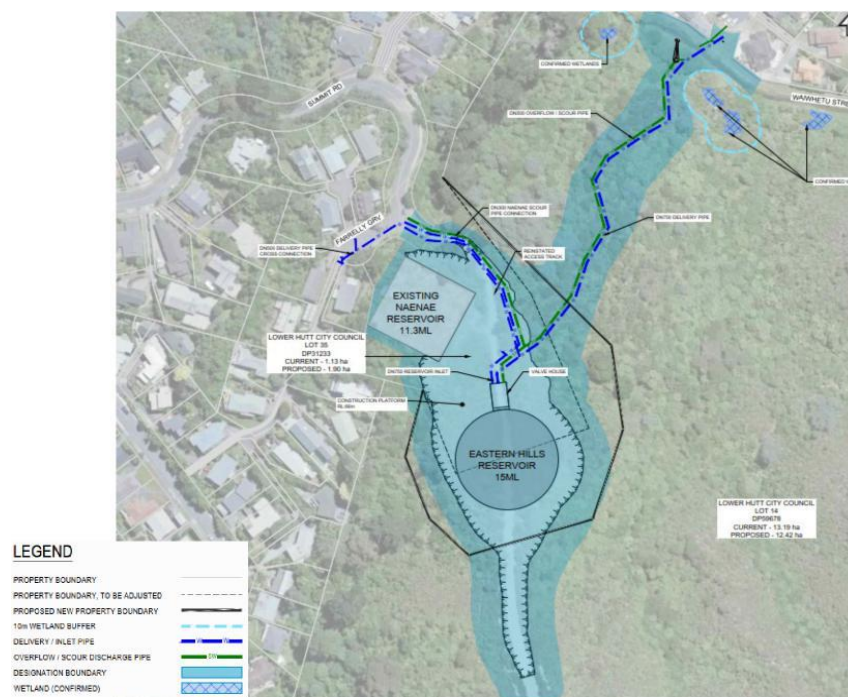 SUMMIT RD
CONFIRMED WETLANDS
WAIWHETU STRE
DN300 OVERFLOW / SCOUR PIPE
CONFIRMED
DN300 NAENAE SCOUR
PIPE CONNECTION
FARRELLY GRV
DN750 DELIVERY PIPE
DELIVERY PIPE
CROSS CONNECTION
REINSTATED
ACCESS TRACK
EXISTING
NAENAE
RESERVOIR
11.3ML
LOWER HUTT CITY COUNCIL
LOT 35
DP31233
CURRENT - 1.13 ha
PROPOSED - 1.90 ha
DN750 RESERVOIR INLET
VALVE HOUSE
CONSTRUCTION PLATFORM
EASTERN HILLS
RESERVOIR
15ML
LOWER HUTT CITY COUNCIL
LOT 14
DP59678
CURRENT - 13.19 ha
PROPOSED - 12.42 ha
LEGEND
PROPERTY BOUNDARY
PROPERTY BOUNDARY, TO BE ADJUSTED
PROPOSED NEW PROPERTY BOUNDARY
10m WETLAND BUFFER
DELIVERY / INLET PIPE
OVERFLOW / SCOUR DISCHARGE PIPE
DESIGNATION BOUNDARY
WETLAND (CONFIRMED)